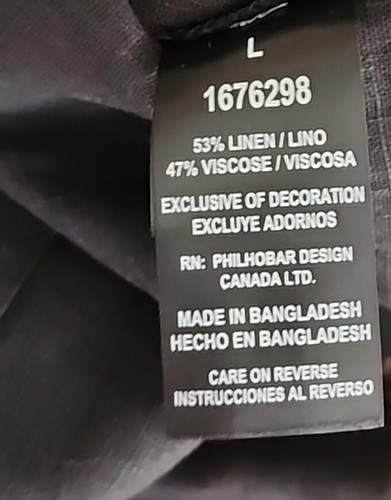 L
1676298
53% LINEN / LINO
47% VISCOSE / VISCOSA
EXCLUSIVE OF DECORATION
EXCLUYE ADORNOS
RN: PHILHOBAR DESIGN
CANADA LTD.
MADE IN BANGLADESH
HECHO EN BANGLADESH
CARE ON REVERSE
INSTRUCCIONES AL REVERSO